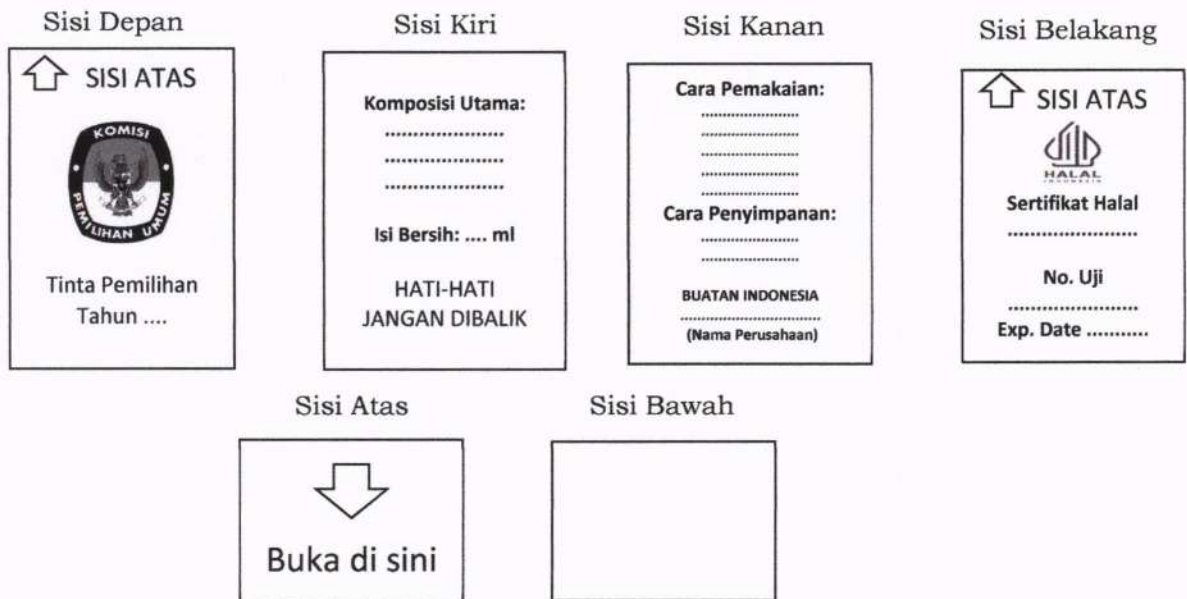 Sisi Depan
SISI ATAS
KOMISI
PEMILIHAN UMUM
Tinta Pemilihan
Tahun ....
Sisi Kiri
Komposisi Utama:
.....................
.....................
.....................
Isi Bersih: .... ml
HATI-HATI
JANGAN DIBALIK
Sisi Kanan
Cara Pemakaian:
.....................
.....................
.....................
.....................
.....................
Cara Penyimpanan:
.....................
.....................
BUATAN INDONESIA
..............................
(Nama Perusahaan)
Sisi Belakang
SISI ATAS
HALAL
INDONESIA
Sertifikat Halal
.......................
No. Uji
.......................
Exp. Date ...........
Sisi Atas
Buka di sini
Sisi Bawah